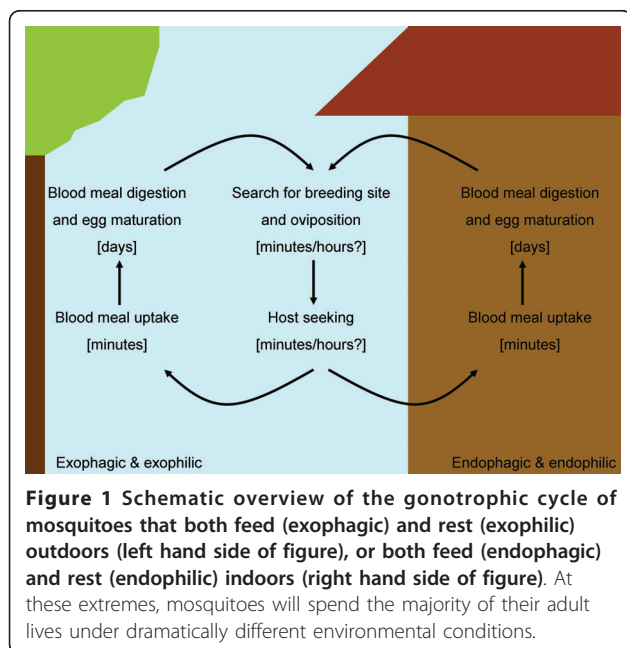 Blood meal digestion
and egg maturation
[days]
Blood meal uptake
[minutes]
Search for breeding site
and oviposition
[minutes/hours?]
Host seeking
[minutes/hours?]
Blood meal digestion
and egg maturation
[days]
Blood meal uptake
[minutes]
Exophagic & exophilic
Endophagic & endophilic
Figure 1 Schematic overview of the gonotrophic cycle of
mosquitoes that both feed (exophagic) and rest (exophilic)
outdoors (left hand side of figure), or both feed (endophagic)
and rest (endophilic) indoors (right hand side of figure). At
these extremes, mosquitoes will spend the majority of their adult
lives under dramatically different environmental conditions.